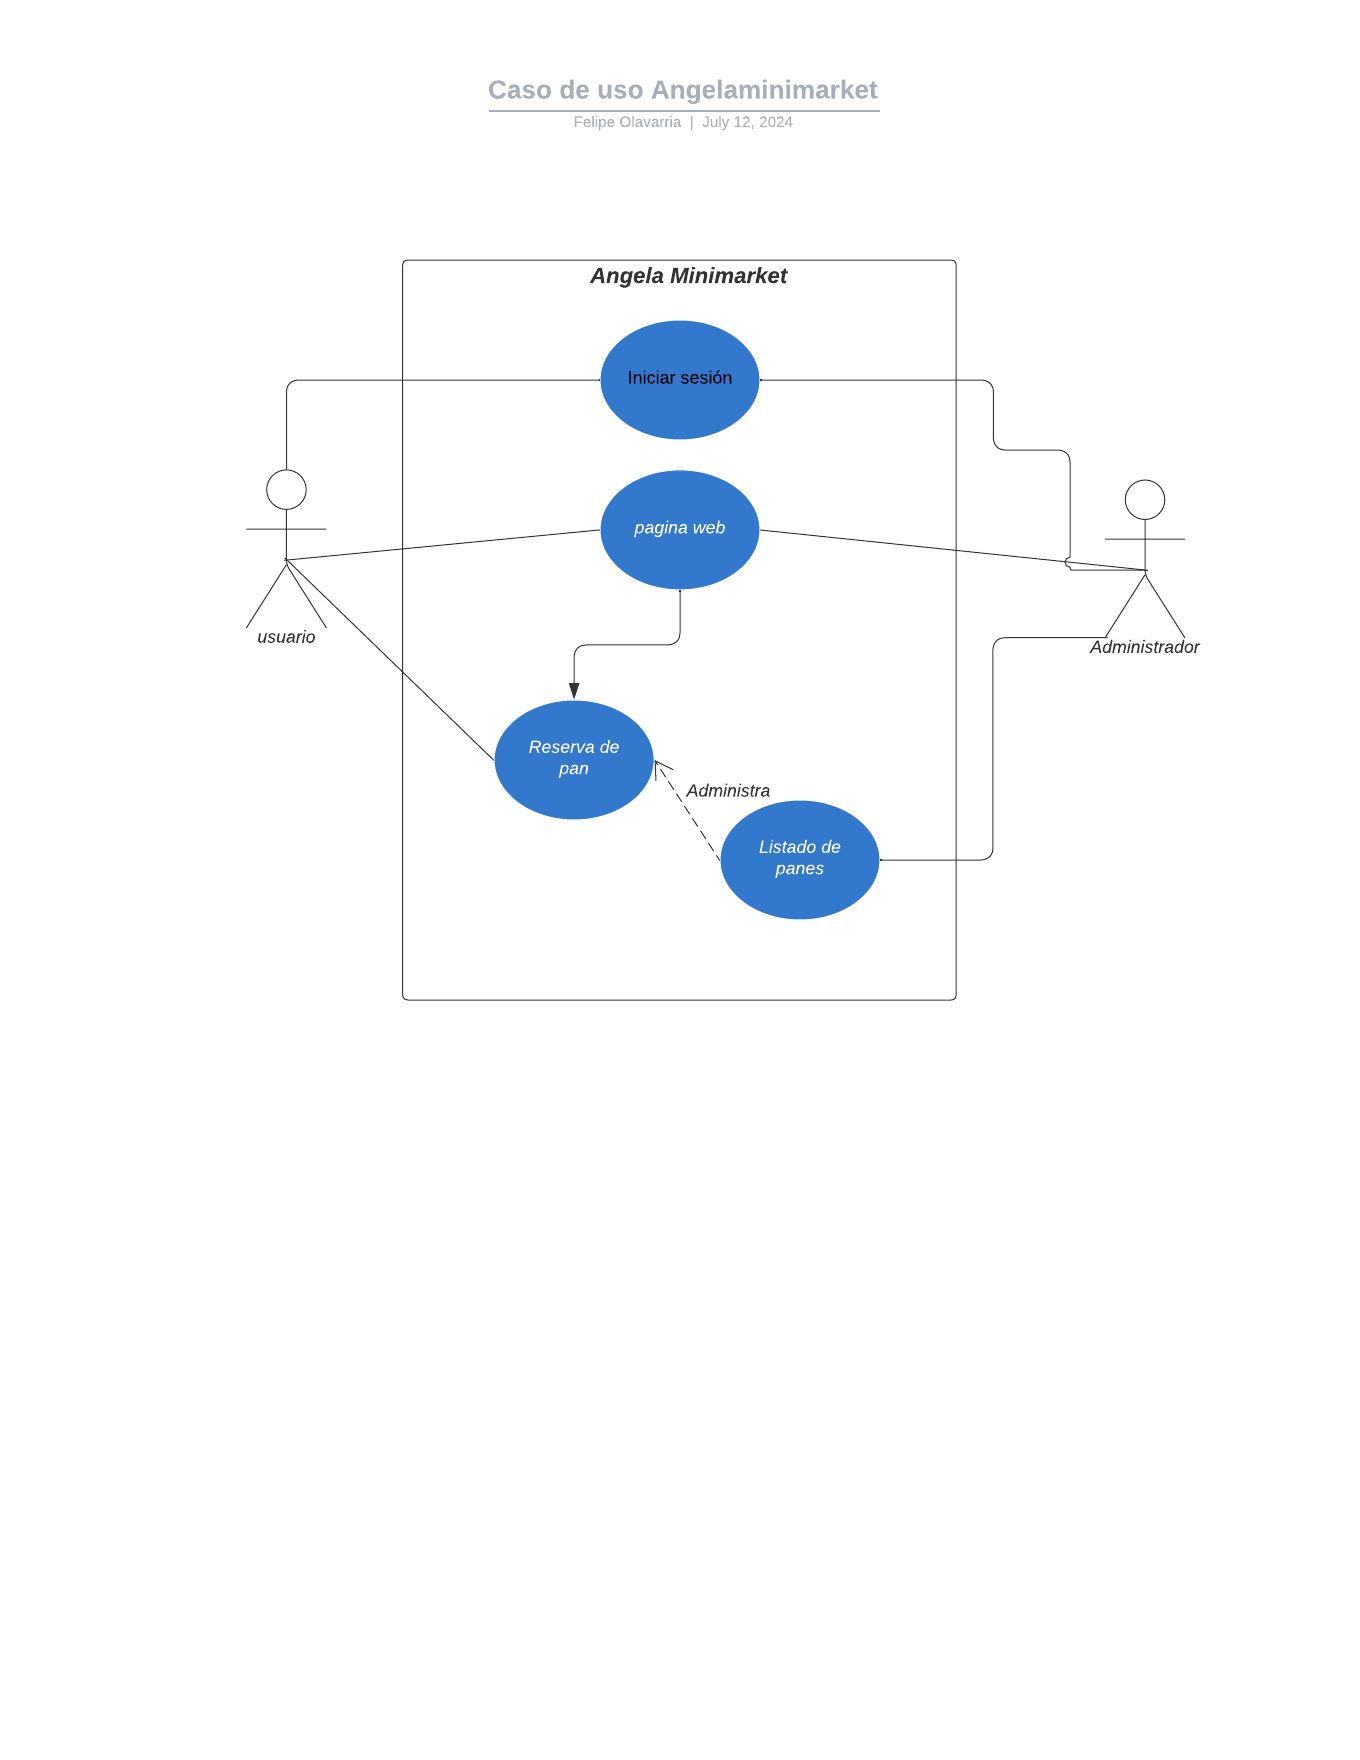 Caso de uso Angelaminimarket
Felipe Olavarria | July 12, 2024
Angela Minimarket
Iniciar sesión
pagina web
usuario
Administrador
Reserva de
pan
Administra
Listado de
panes